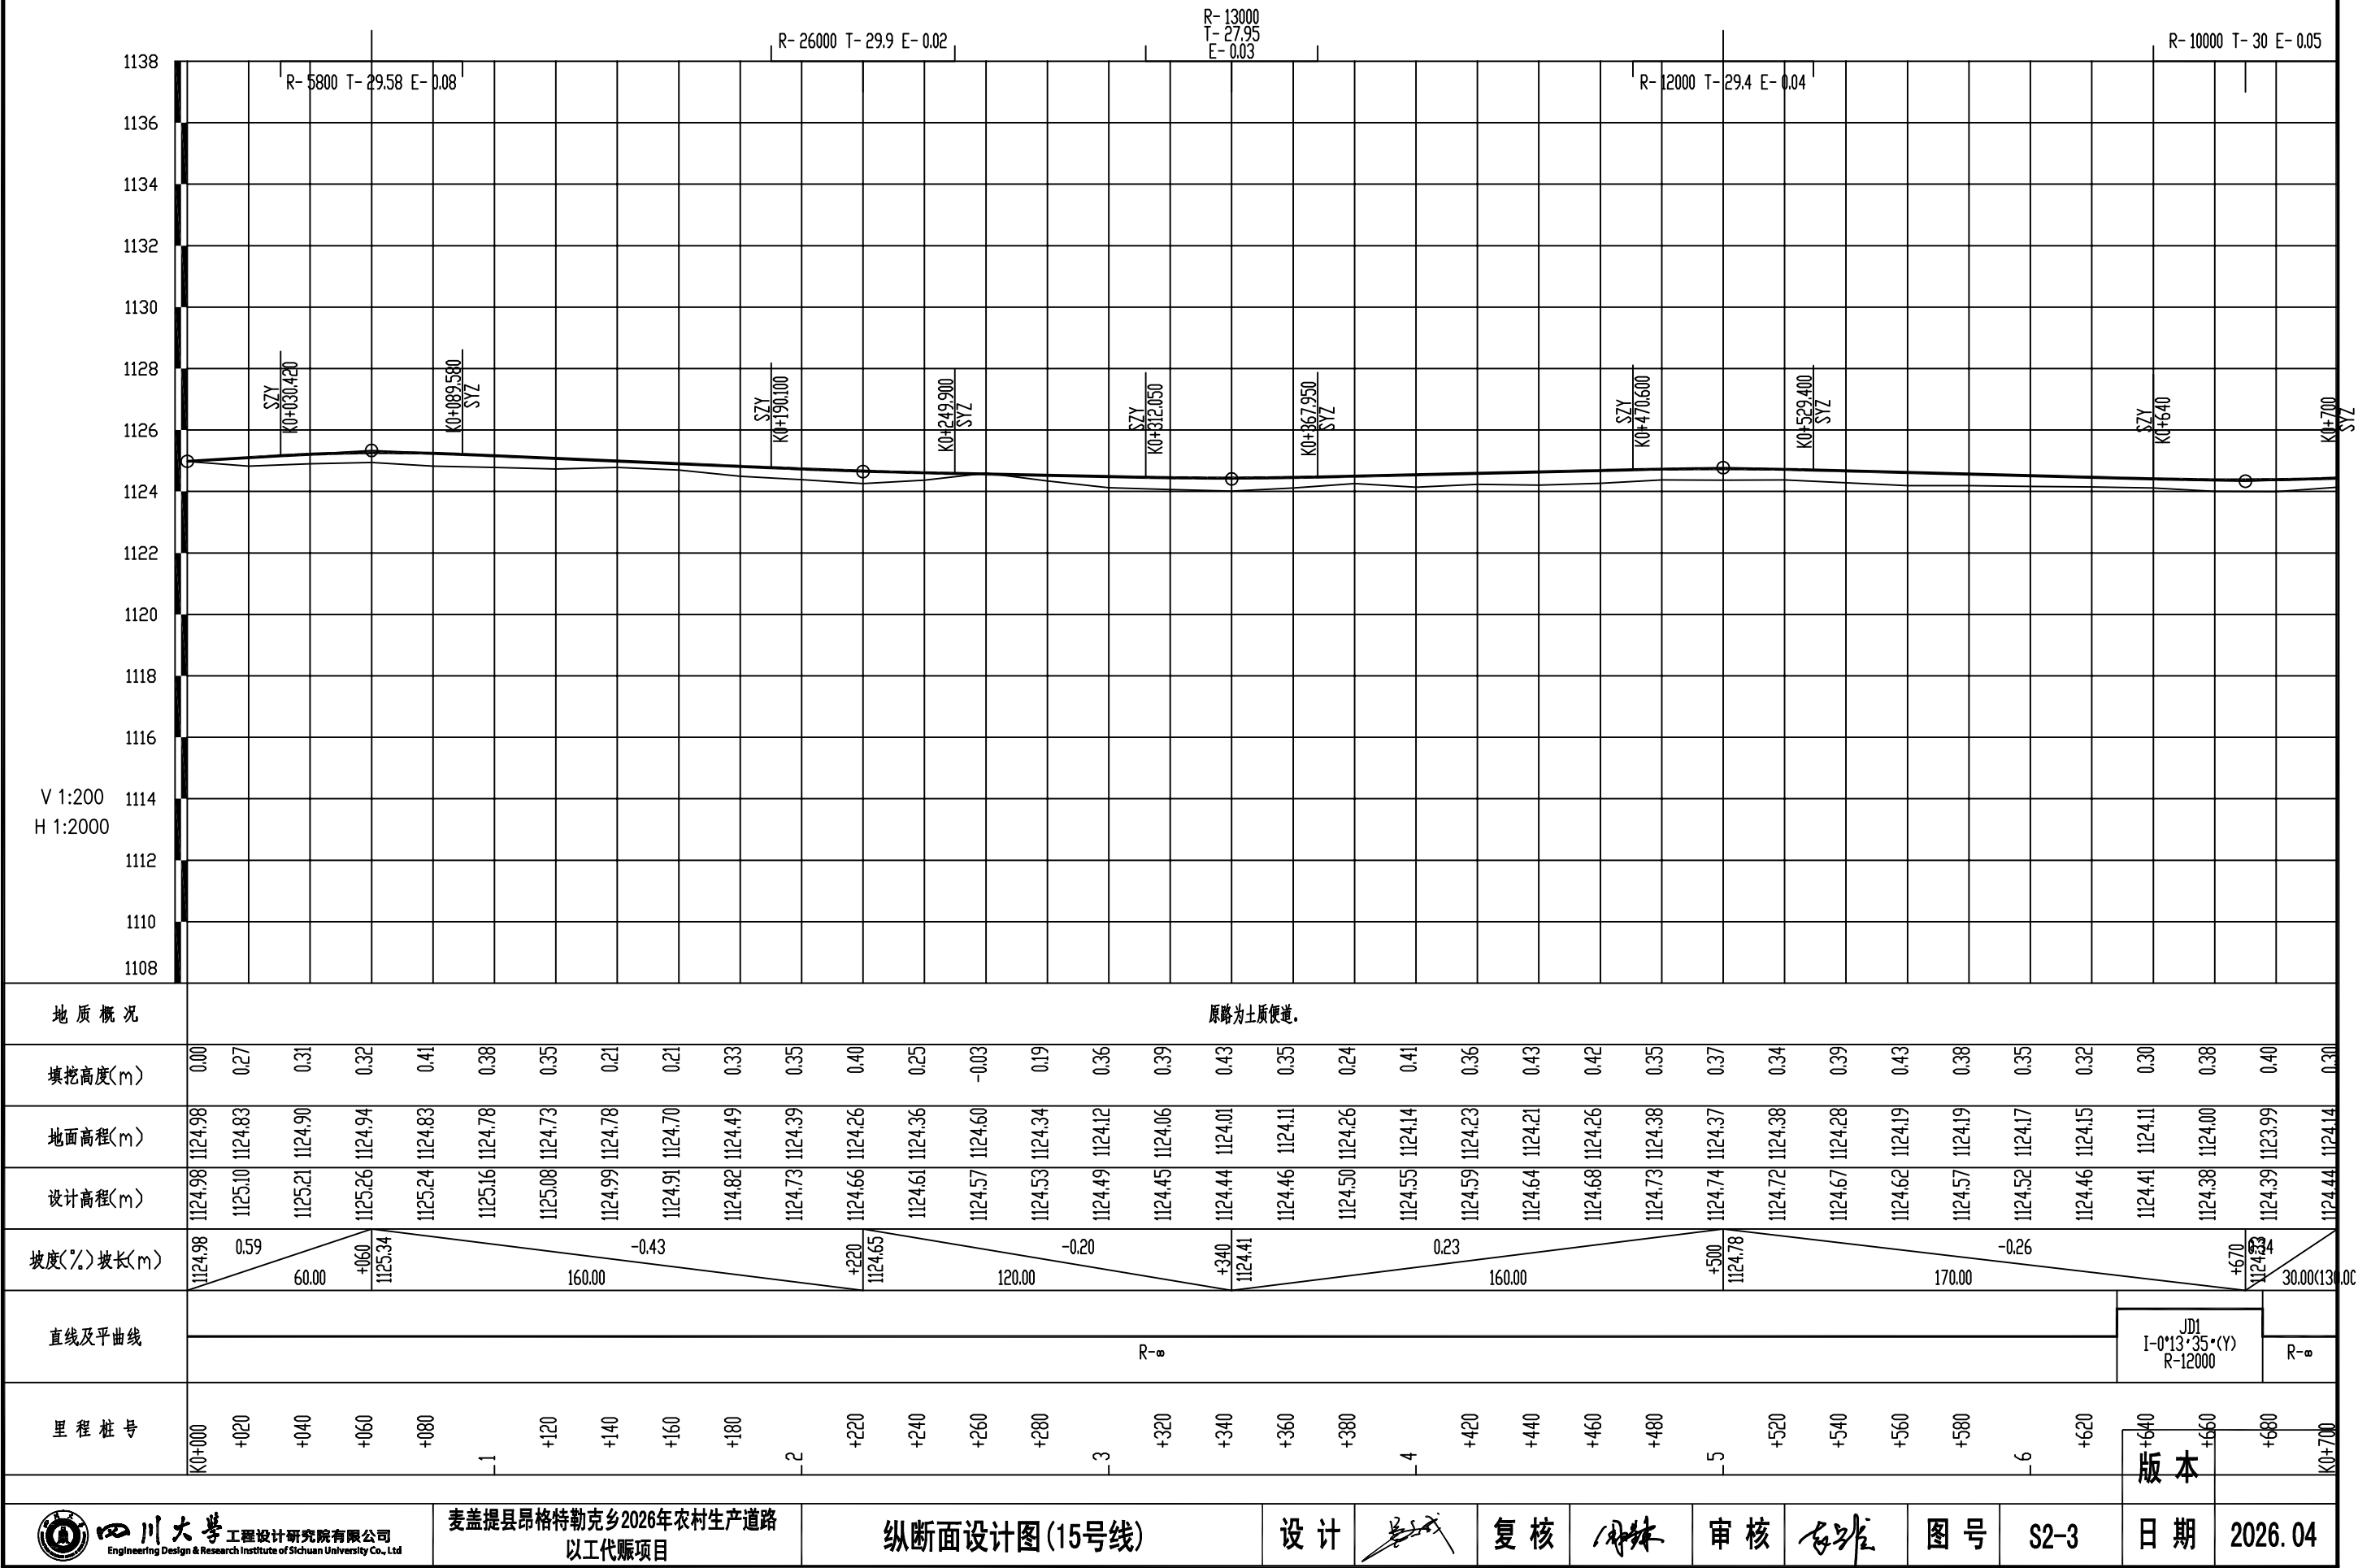 R-5800 T-29.58 E-0.08
R-26000 T-29.9 E-0.02
R-13000
T-27.95
E-0.03
R-12000 T-29.4 E-0.04
R-10000 T-30 E-0.05
1138
1136
1134
1132
1130
1128
1126
1124
1122
1120
1118
1116
1114
1112
1110
1108
V 1:200
H 1:2000
SZY
K0+030.420
K0+089.580
SYZ
SZY
K0+190.100
K0+249.900
SYZ
SZY
K0+312.050
K0+367.950
SYZ
SZY
K0+470.600
K0+529.400
SYZ
SZY
K0+640
K0+700
SYZ
地质概况 原路为土质便道.
填挖高度(m) 0.00 0.27 0.31 0.32 0.41 0.38 0.35 0.21 0.21 0.33 0.35 0.40 0.25 -0.03 0.19 0.36 0.39 0.43 0.35 0.24 0.41 0.36 0.43 0.42 0.35 0.37 0.34 0.39 0.43 0.38 0.35 0.32 0.30 0.38 0.40 0.30
地面高程(m) 1124.98 1124.83 1124.90 1124.94 1124.83 1124.78 1124.73 1124.78 1124.70 1124.49 1124.39 1124.26 1124.36 1124.60 1124.34 1124.12 1124.06 1124.01 1124.11 1124.26 1124.14 1124.23 1124.21 1124.26 1124.38 1124.37 1124.38 1124.28 1124.19 1124.19 1124.17 1124.15 1124.11 1124.00 1123.99 1124.14
设计高程(m) 1124.98 1125.10 1125.21 1125.26 1125.24 1125.16 1125.08 1124.99 1124.91 1124.82 1124.73 1124.66 1124.61 1124.57 1124.53 1124.49 1124.45 1124.44 1124.46 1124.50 1124.55 1124.59 1124.64 1124.68 1124.73 1124.74 1124.72 1124.67 1124.62 1124.57 1124.52 1124.46 1124.41 1124.38 1124.39 1124.44
坡度(%)坡长(m)
1124.98 0.59 60.00
+060 1125.34 -0.43 160.00
+220 1124.65 -0.20 120.00
+340 1124.41 0.23 160.00
+500 1124.78 -0.26 170.00
+670 1124.33 0.34 30.00(130.00
直线及平曲线
R-∞
JD1
I-0°13′35″(Y)
R-12000
R-∞
里程桩号 K0+000 +020 +040 +060 +080 1 +120 +140 +160 +180 2 +220 +240 +260 +280 3 +320 +340 +360 +380 4 +420 +440 +460 +480 5 +520 +540 +560 +580 6 +620 +640 +660 +680 K0+700
版本
四川大学工程设计研究院有限公司
Engineering Design & Research Institute of Sichuan University Co., Ltd
麦盖提县昂格特勒克乡2026年农村生产道路
以工代赈项目
纵断面设计图(15号线)
设计
复核
审核
图号
S2-3
日期
2026.04